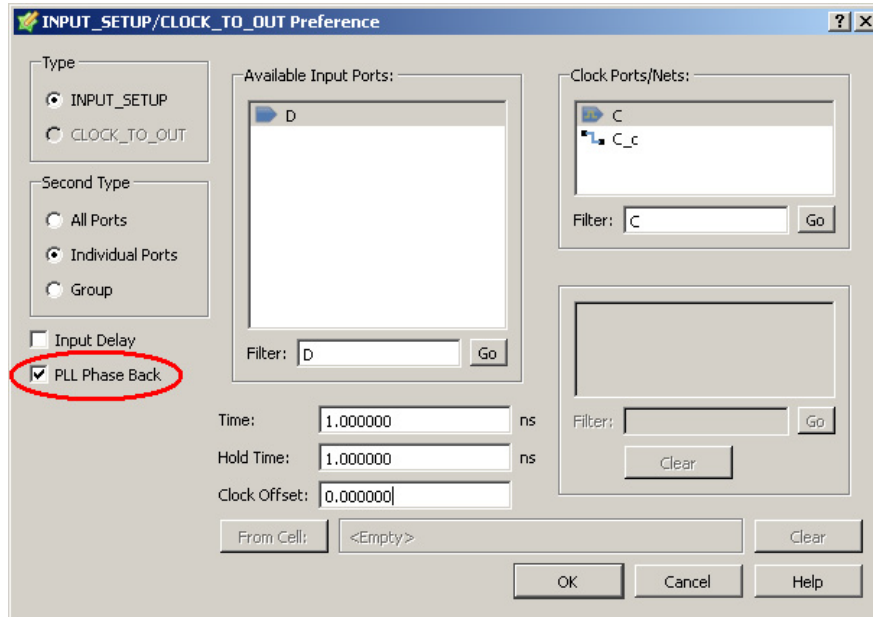 INPUT_SETUP/CLOCK_TO_OUT Preference
Type
INPUT_SETUP
CLOCK_TO_OUT
Second Type
All Ports
Individual Ports
Group
Input Delay
PLL Phase Back
Available Input Ports:
D
Filter: D Go
Clock Ports/Nets:
C
C_c
Filter: C Go
Time: 1.000000 ns
Hold Time: 1.000000 ns
Clock Offset: 0.000000
Filter: Go
Clear
From Cell: <Empty> Clear
OK Cancel Help